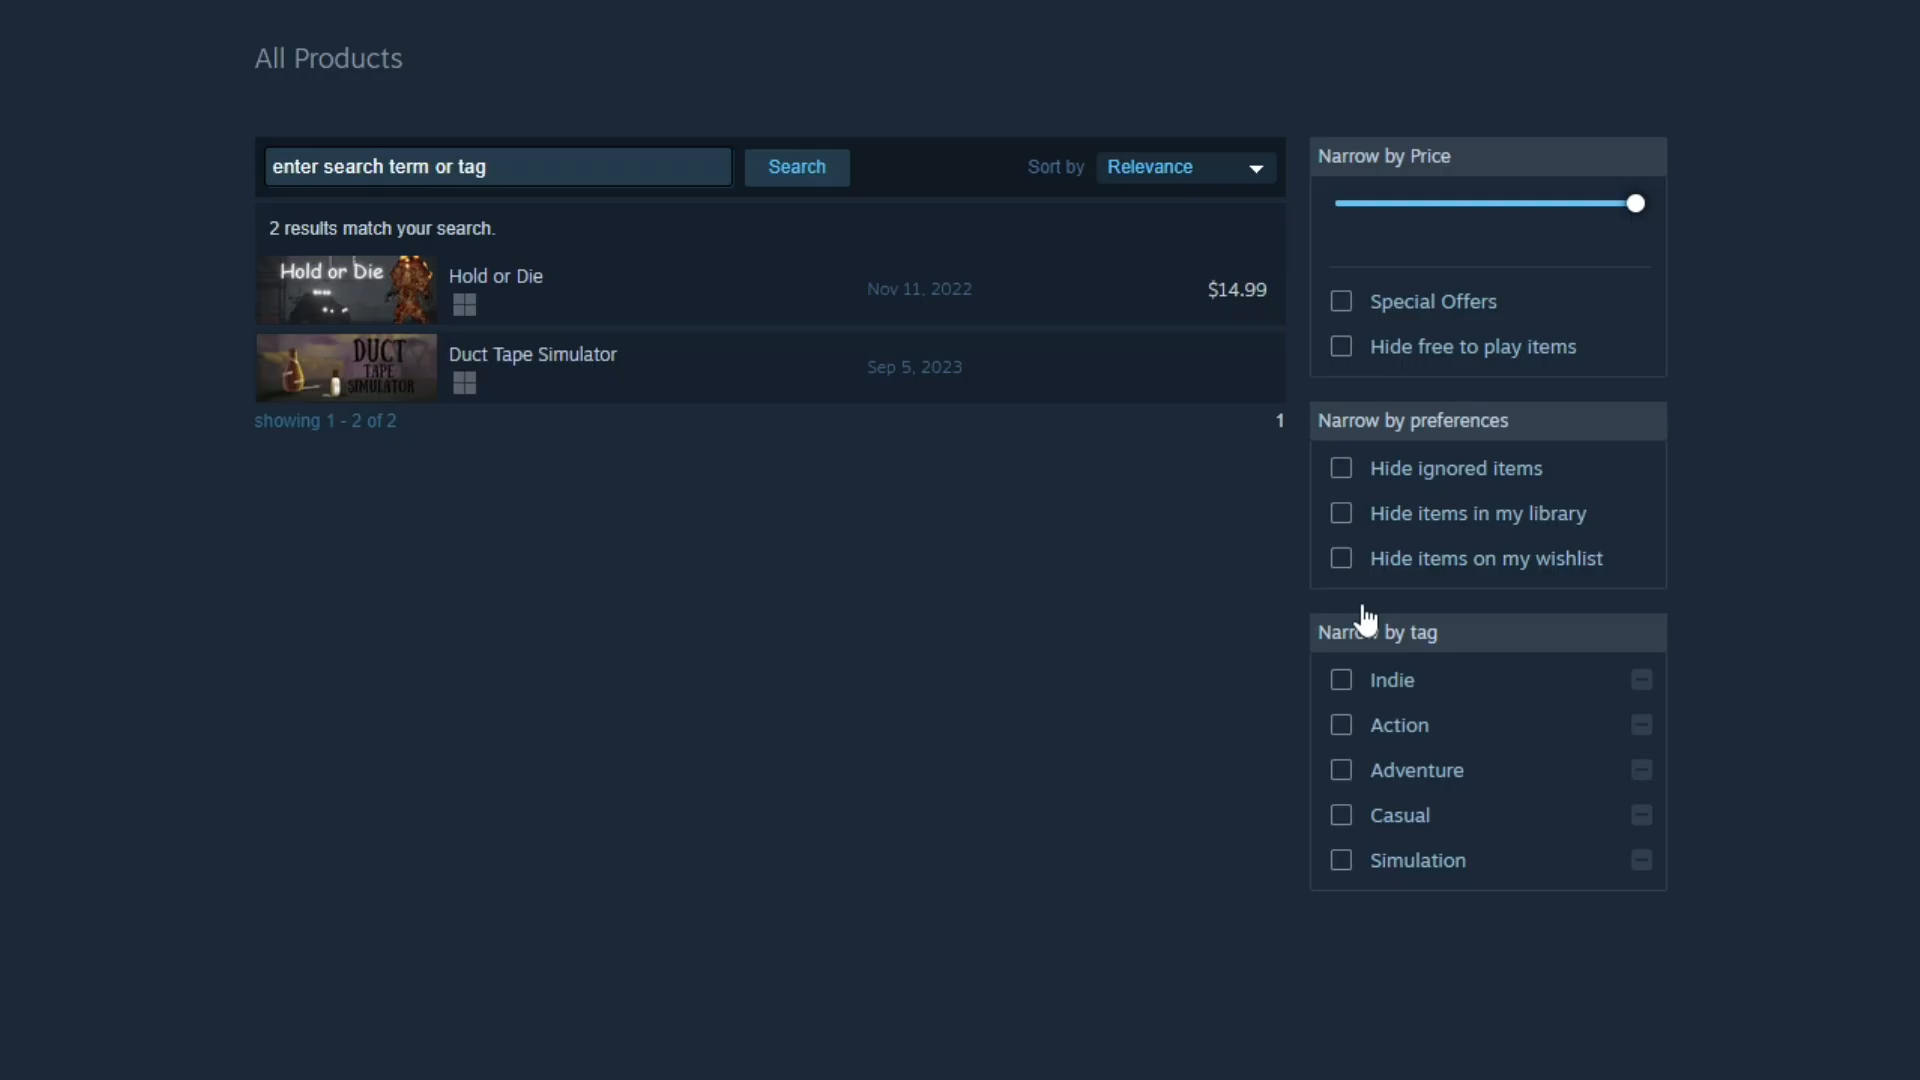 All Products
enter search term or tag
Search
Sort by
Relevance
2 results match your search.
Hold or Die
Hold or Die
Nov 11, 2022
$14.99
DUCT
TAPE
SIMULATOR
Duct Tape Simulator
Sep 5, 2023
showing 1 - 2 of 2
1
Narrow by Price
Special Offers
Hide free to play items
Narrow by preferences
Hide ignored items
Hide items in my library
Hide items on my wishlist
Narrow by tag
Indie
Action
Adventure
Casual
Simulation